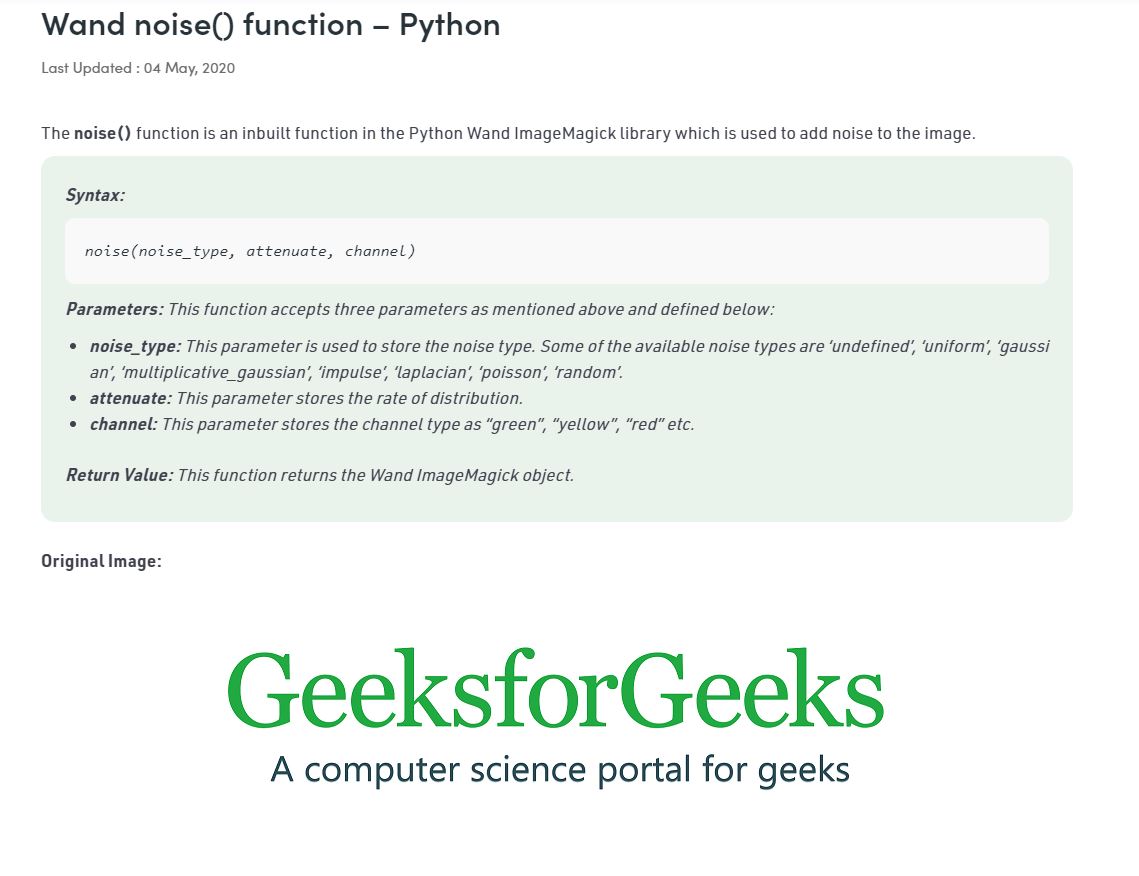 Wand noise() function – Python
Last Updated : 04 May, 2020
The noise() function is an inbuilt function in the Python Wand ImageMagick library which is used to add noise to the image.
Syntax:
noise(noise_type, attenuate, channel)
Parameters: This function accepts three parameters as mentioned above and defined below:
• noise_type: This parameter is used to store the noise type. Some of the available noise types are ‘undefined’, ‘uniform’, ‘gaussi
an’, ‘multiplicative_gaussian’, ‘impulse’, ‘laplacian’, ‘poisson’, ‘random’.
• attenuate: This parameter stores the rate of distribution.
• channel: This parameter stores the channel type as “green”, “yellow”, “red” etc.
Return Value: This function returns the Wand ImageMagick object.
Original Image:
GeeksforGeeks
A computer science portal for geeks